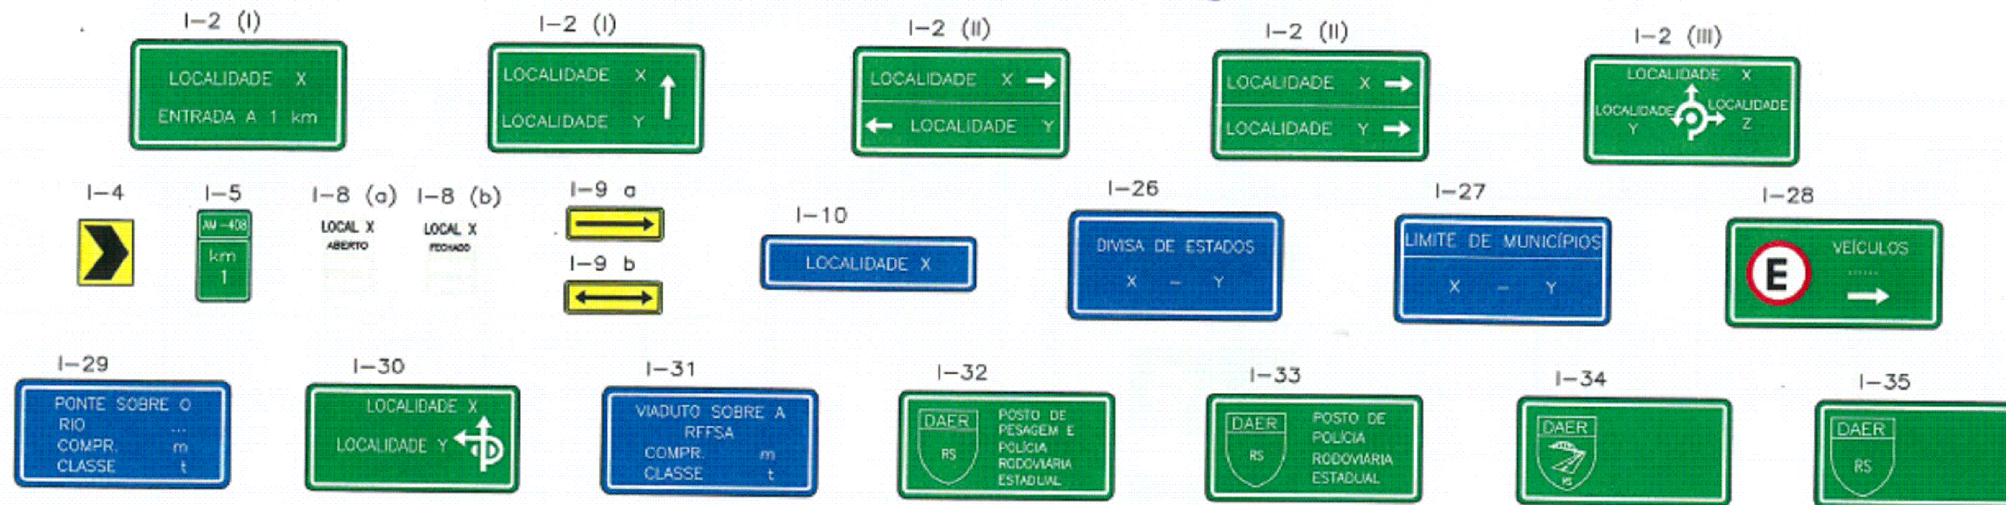 I-2 (I)
LOCALIDADE X
ENTRADA A 1 km
I-2 (I)
LOCALIDADE X
LOCALIDADE Y
I-2 (II)
LOCALIDADE X
LOCALIDADE Y
I-2 (II)
LOCALIDADE X
LOCALIDADE Y
I-2 (III)
LOCALIDADE X
LOCALIDADE Y
LOCALIDADE Z
I-4
I-5
km
1
I-8 (a)
LOCAL X
ABERTO
I-8 (b)
LOCAL X
FECHADO
I-9 a
I-9 b
I-10
LOCALIDADE X
I-26
DIVISA DE ESTADOS
X - Y
I-27
LIMITE DE MUNICÍPIOS
X - Y
I-28
E
VEÍCULOS
......
I-29
PONTE SOBRE O
RIO ...
COMPR. m
CLASSE t
I-30
LOCALIDADE X
LOCALIDADE Y
I-31
VIADUTO SOBRE A
RFFSA
COMPR. m
CLASSE t
I-32
DAER
RS
POSTO DE
PESAGEM E
POLÍCIA
RODOVIÁRIA
ESTADUAL
I-33
DAER
RS
POSTO DE
POLÍCIA
RODOVIÁRIA
ESTADUAL
I-34
DAER
RS
I-35
DAER
RS